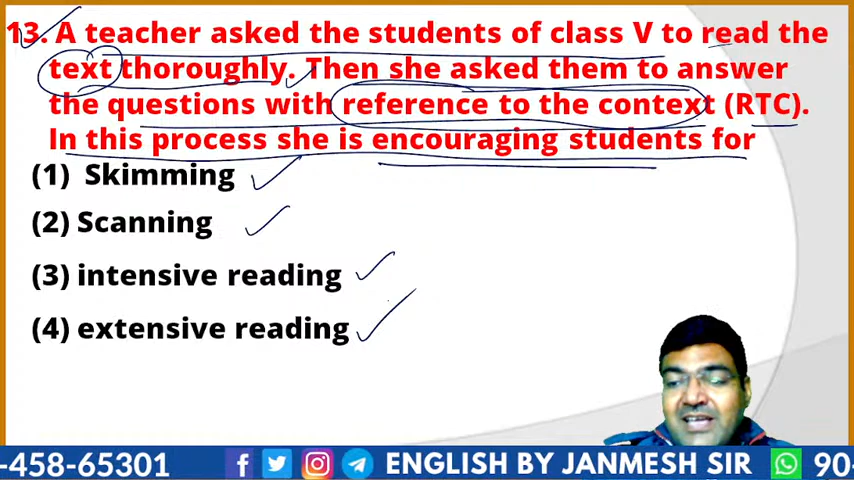 13. A teacher asked the students of class V to read the
text thoroughly. Then she asked them to answer
the questions with reference to the context (RTC).
In this process she is encouraging students for
(1) Skimming
(2) Scanning
(3) intensive reading
(4) extensive reading
-458-65301 ENGLISH BY JANMESH SIR 90-